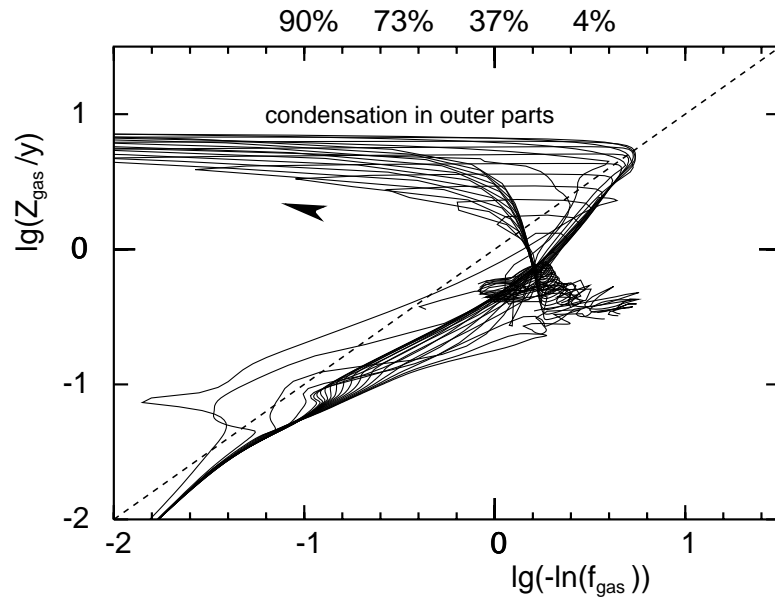 90% 73% 37% 4%
condensation in outer parts
lg(Z_gas /y)
1
0
-1
-2
-2 -1 0 1
lg(-ln(f_gas ))